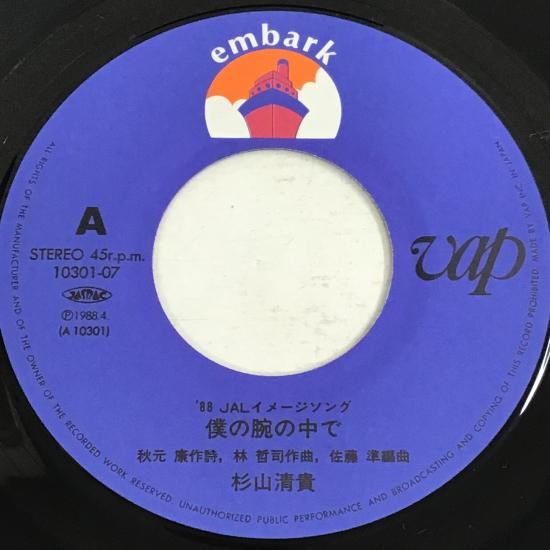 embark
A
STEREO 45r.p.m.
10301-07
JASRAC
Ⓟ1988.4.
(A 10301)
vap
'88 JALイメージソング
僕の腕の中で
秋元 康作詩, 林 哲司作曲, 佐藤 準編曲
杉山清貴
ALL RIGHTS OF THE MANUFACTURER AND OF THE OWNER OF THE RECORDED WORK RESERVED. UNAUTHORIZED PUBLIC PERFORMANCE AND BROADCASTING AND COPYING OF THIS RECORD PROHIBITED. MADE BY VAP INC IN JAPAN.